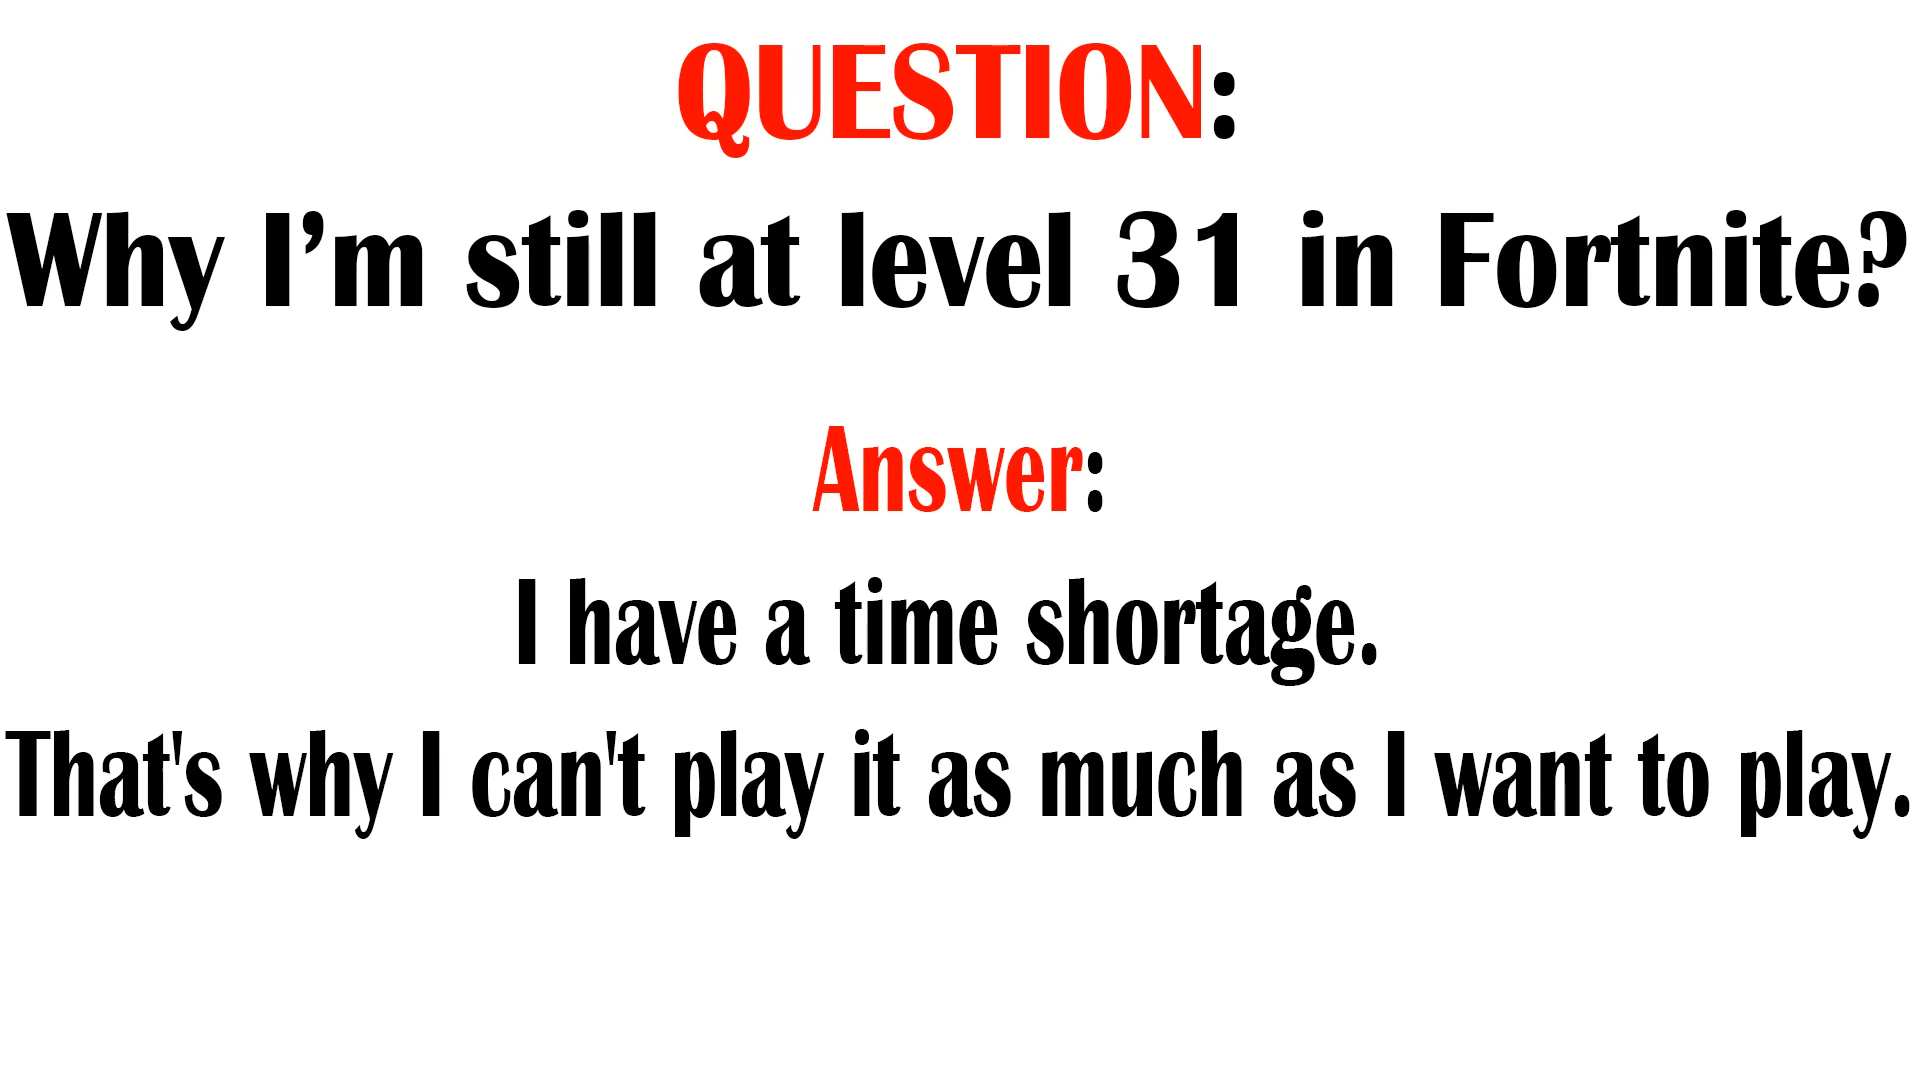 QUESTION:
Why I’m still at level 31 in Fortnite?
Answer:
I have a time shortage.
That's why I can't play it as much as I want to play.